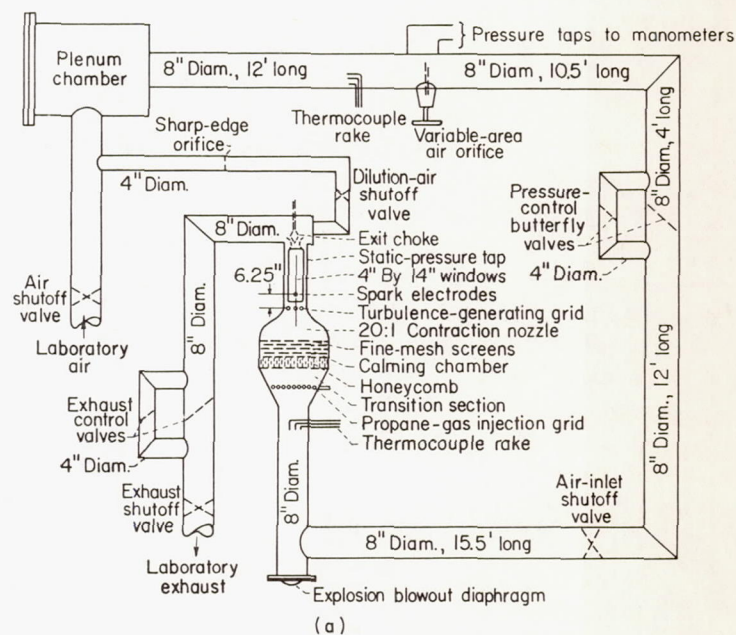 Pressure taps to manometers
Plenum
chamber
8" Diam., 12' long
8" Diam, 10.5' long
Thermocouple
rake
Variable-area
air orifice
Sharp-edge
orifice
4" Diam.
Dilution-air
shutoff
valve
8" Diam, 4' long
Pressure-
control
butterfly
valves
4" Diam.
8" Diam.
Exit choke
Static-pressure tap
4" By 14" windows
6.25"
Spark electrodes
Turbulence-generating grid
20:1 Contraction nozzle
Fine-mesh screens
Calming chamber
Honeycomb
Transition section
Propane-gas injection grid
Thermocouple rake
Air
shutoff
valve
Laboratory
air
8" Diam.
Exhaust
control
valves
4" Diam.
Exhaust
shutoff
valve
Laboratory
exhaust
8" Diam.
8" Diam., 12' long
Air-inlet
shutoff
valve
8" Diam., 15.5' long
Explosion blowout diaphragm
(a)